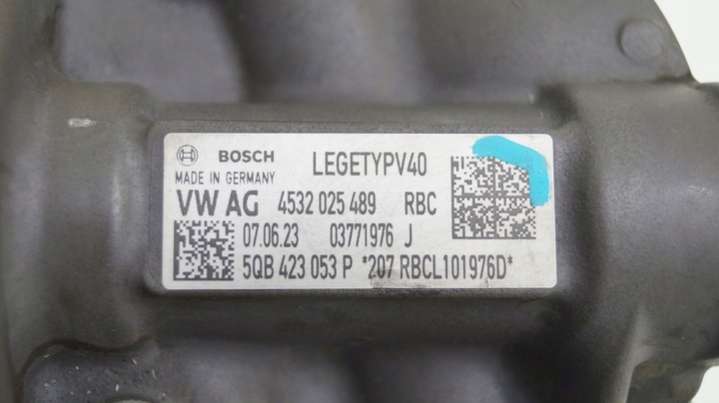 BOSCH LEGETYPV40
MADE IN GERMANY
VW AG 4532 025 489 RBC
07.06.23 03771976 J
5QB 423 053 P *207 RBCL101976D*